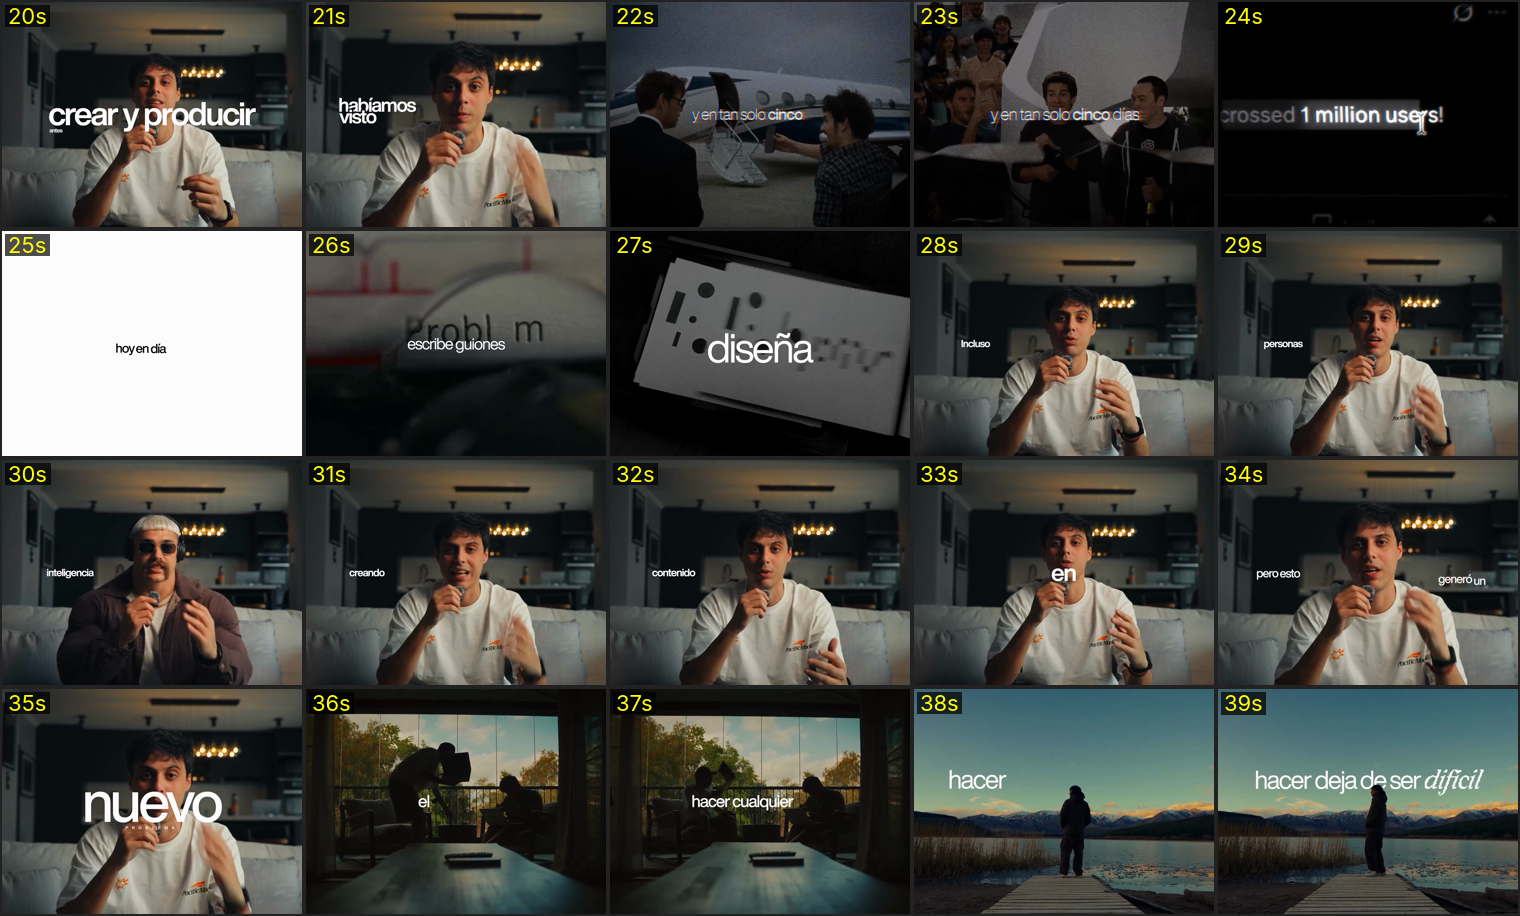 20s
crear y producir
antes
21s
habíamos
visto
22s
y en tan solo cinco
23s
y en tan solo cinco días
24s
crossed 1 million users!
25s
hoy en día
26s
Probl m
escribe guiones
27s
diseña
28s
Incluso
29s
personas
30s
inteligencia
31s
creando
32s
contenido
33s
en
34s
pero esto
generó un
35s
nuevo
PROBLEMA
36s
el
37s
hacer cualquier
38s
hacer
39s
hacer deja de ser difícil